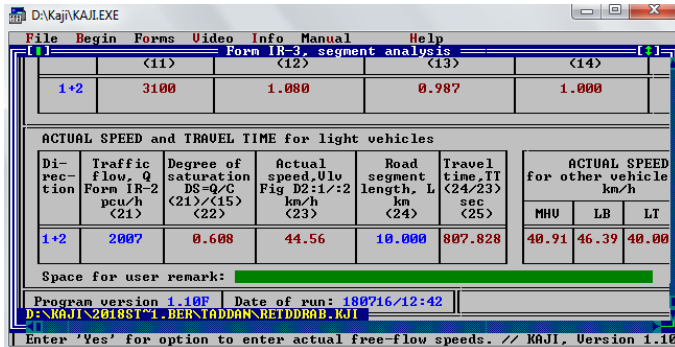 D:\Kaji\KAJI.EXE
File Begin Forms Video Info Manual Help
Form IR-3, segment analysis
(11) (12) (13) (14)
1+2 3100 1.080 0.987 1.000
ACTUAL SPEED and TRAVEL TIME for light vehicles
Di- Traffic Degree of Actual Road Travel ACTUAL SPEED
rec- flow, Q saturation speed,Vlv segment time,TT for other vehicle
tion Form IR-2 DS=Q/C Fig D2:1/:2 length, L (24/23) km/h
pcu/h (21)/(15) km/h km sec
(21) (22) (23) (24) (25) MHV LB LT
1+2 2007 0.608 44.56 10.000 807.828 40.91 46.39 40.00
Space for user remark:
Program version 1.10F Date of run: 180716/12:42
D:\KAJI\2018ST~1.BER\TADDAN\RETDDRAB.KJI
Enter 'Yes' for option to enter actual free-flow speeds. // KAJI, Version 1.10